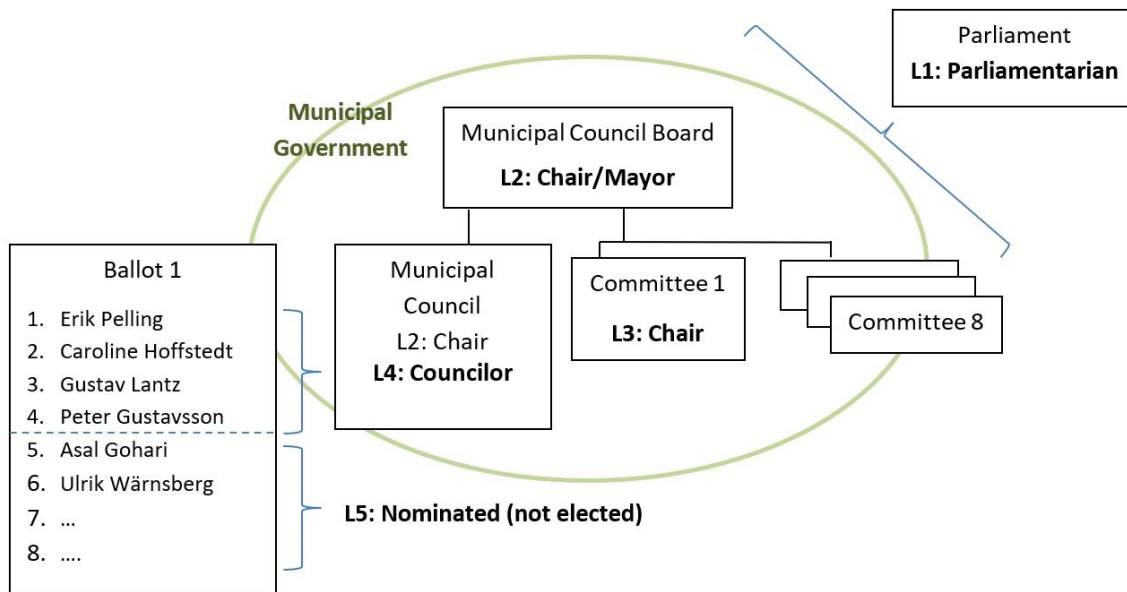 Parliament
L1: Parliamentarian
Municipal
Government
Municipal Council Board
L2: Chair/Mayor
Ballot 1
1. Erik Pelling
2. Caroline Hoffstedt
3. Gustav Lantz
4. Peter Gustavsson
5. Asal Gohari
6. Ulrik Wärnsberg
7. ...
8. ....
Municipal
Council
L2: Chair
L4: Councilor
Committee 1
L3: Chair
Committee 8
L5: Nominated (not elected)